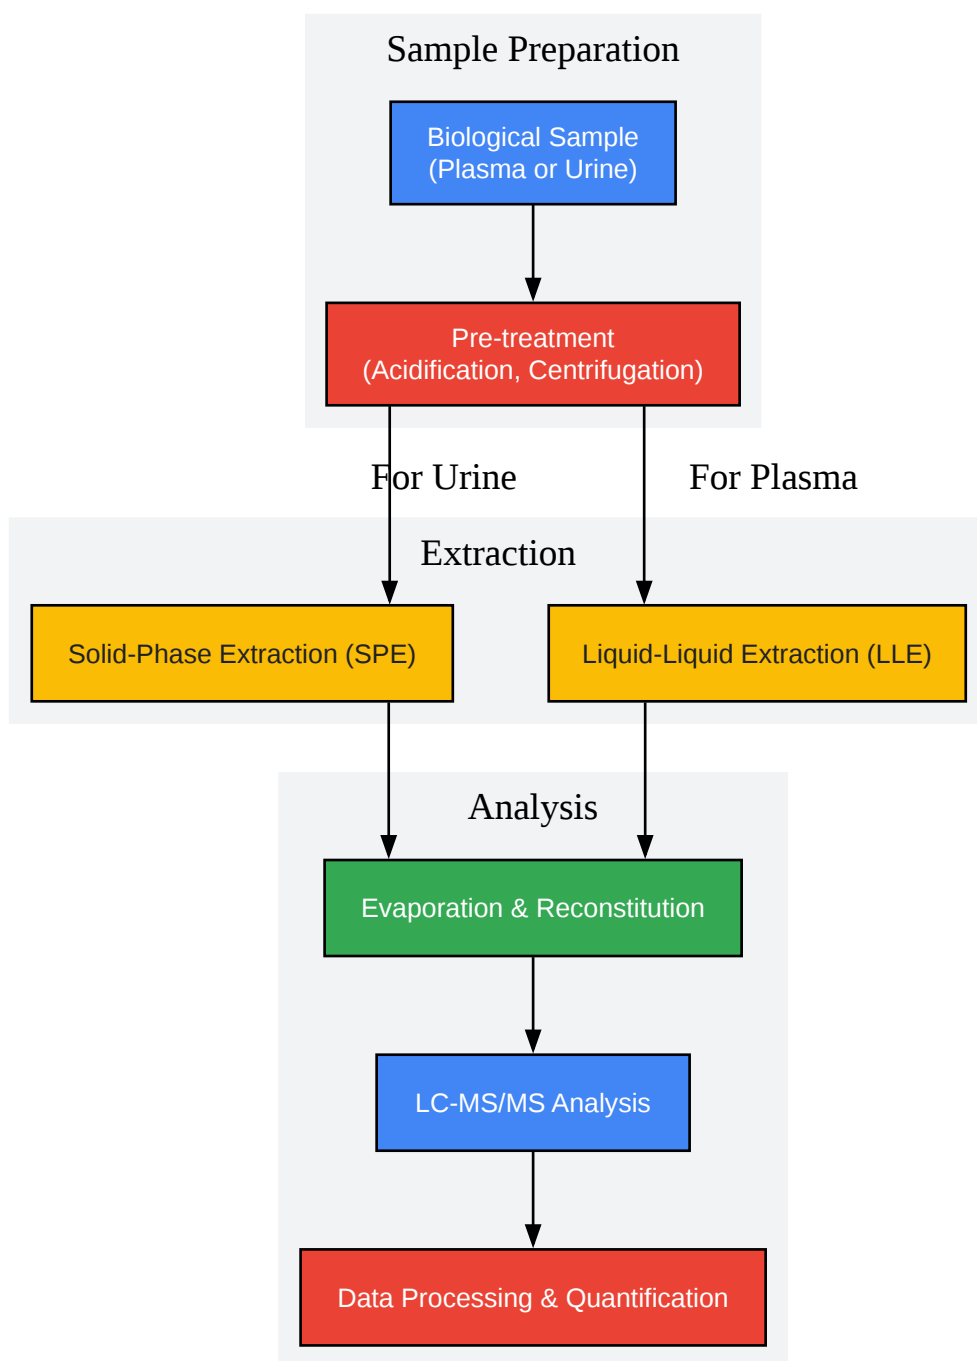 Sample Preparation
Biological Sample
(Plasma or Urine)
Pre-treatment
(Acidification, Centrifugation)
For Urine
For Plasma
Extraction
Solid-Phase Extraction (SPE)
Liquid-Liquid Extraction (LLE)
Analysis
Evaporation & Reconstitution
LC-MS/MS Analysis
Data Processing & Quantification